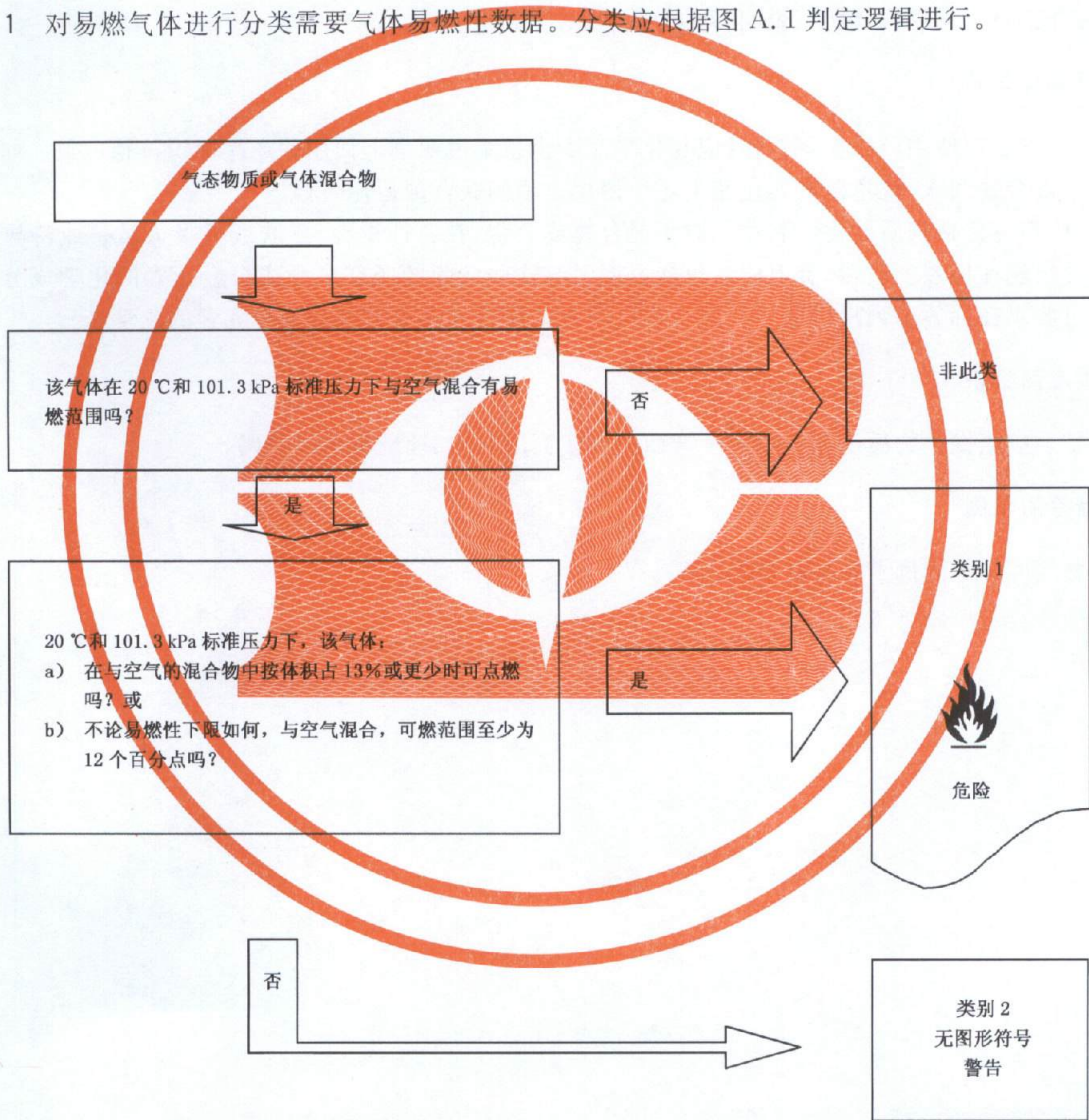 1 对易燃气体进行分类需要气体易燃性数据。分类应根据图 A.1 判定逻辑进行。
气态物质或气体混合物
该气体在 20 ℃和 101.3 kPa 标准压力下与空气混合有易
燃范围吗?
否
非此类
是
20 ℃和 101.3 kPa 标准压力下，该气体:
a) 在与空气的混合物中按体积占 13%或更少时可点燃
吗? 或
b) 不论易燃性下限如何，与空气混合，可燃范围至少为
12 个百分点吗?
是
类别 1
危险
否
类别 2
无图形符号
警告